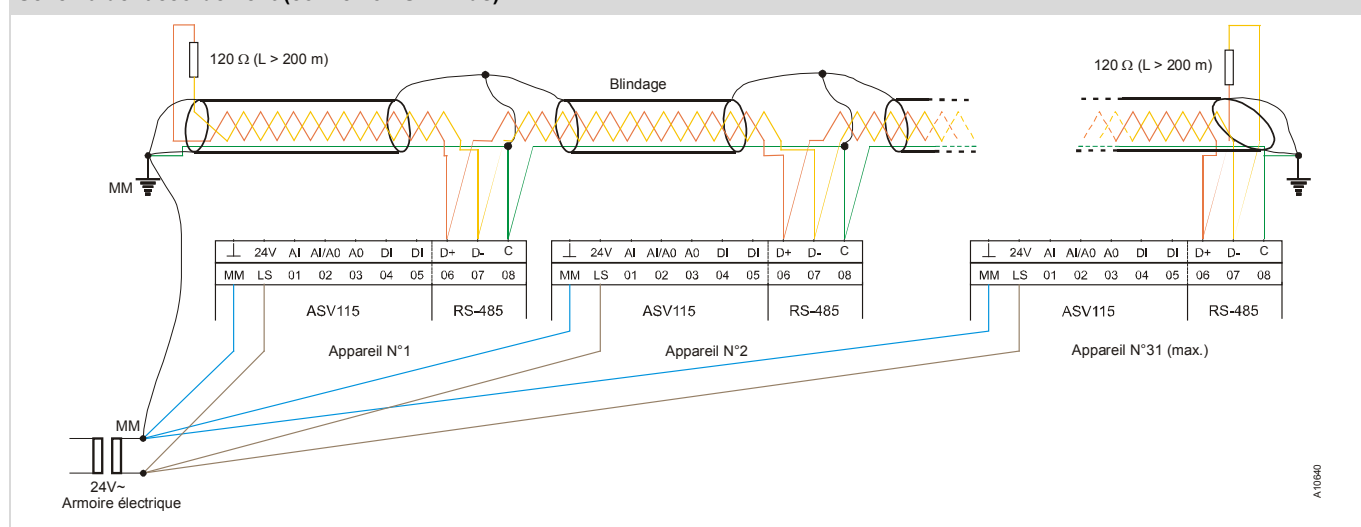 120 Ω (L > 200 m)
Blindage
120 Ω (L > 200 m)
MM
⊥ 24V AI AI/A0 A0 DI DI D+ D- C
MM LS 01 02 03 04 05 06 07 08
ASV115 RS-485
Appareil N°1
⊥ 24V AI AI/A0 A0 DI DI D+ D- C
MM LS 01 02 03 04 05 06 07 08
ASV115 RS-485
Appareil N°2
⊥ 24V AI AI/A0 A0 DI DI D+ D- C
MM LS 01 02 03 04 05 06 07 08
ASV115 RS-485
Appareil N°31 (max.)
MM
24V~
Armoire électrique
A10640